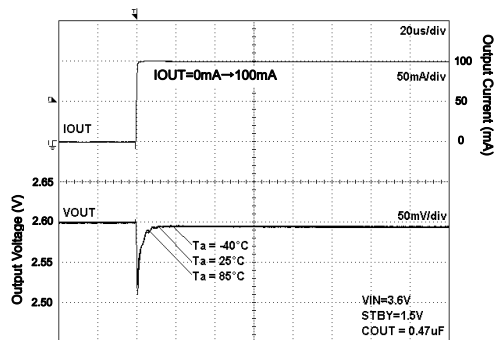 20us/div
IOUT=0mA→100mA
50mA/div
100
50
0
Output Current (mA)
IOUT
2.65
2.60
2.55
2.50
Output Voltage (V)
VOUT
50mV/div
Ta = -40°C
Ta = 25°C
Ta = 85°C
VIN=3.6V
STBY=1.5V
COUT = 0.47uF